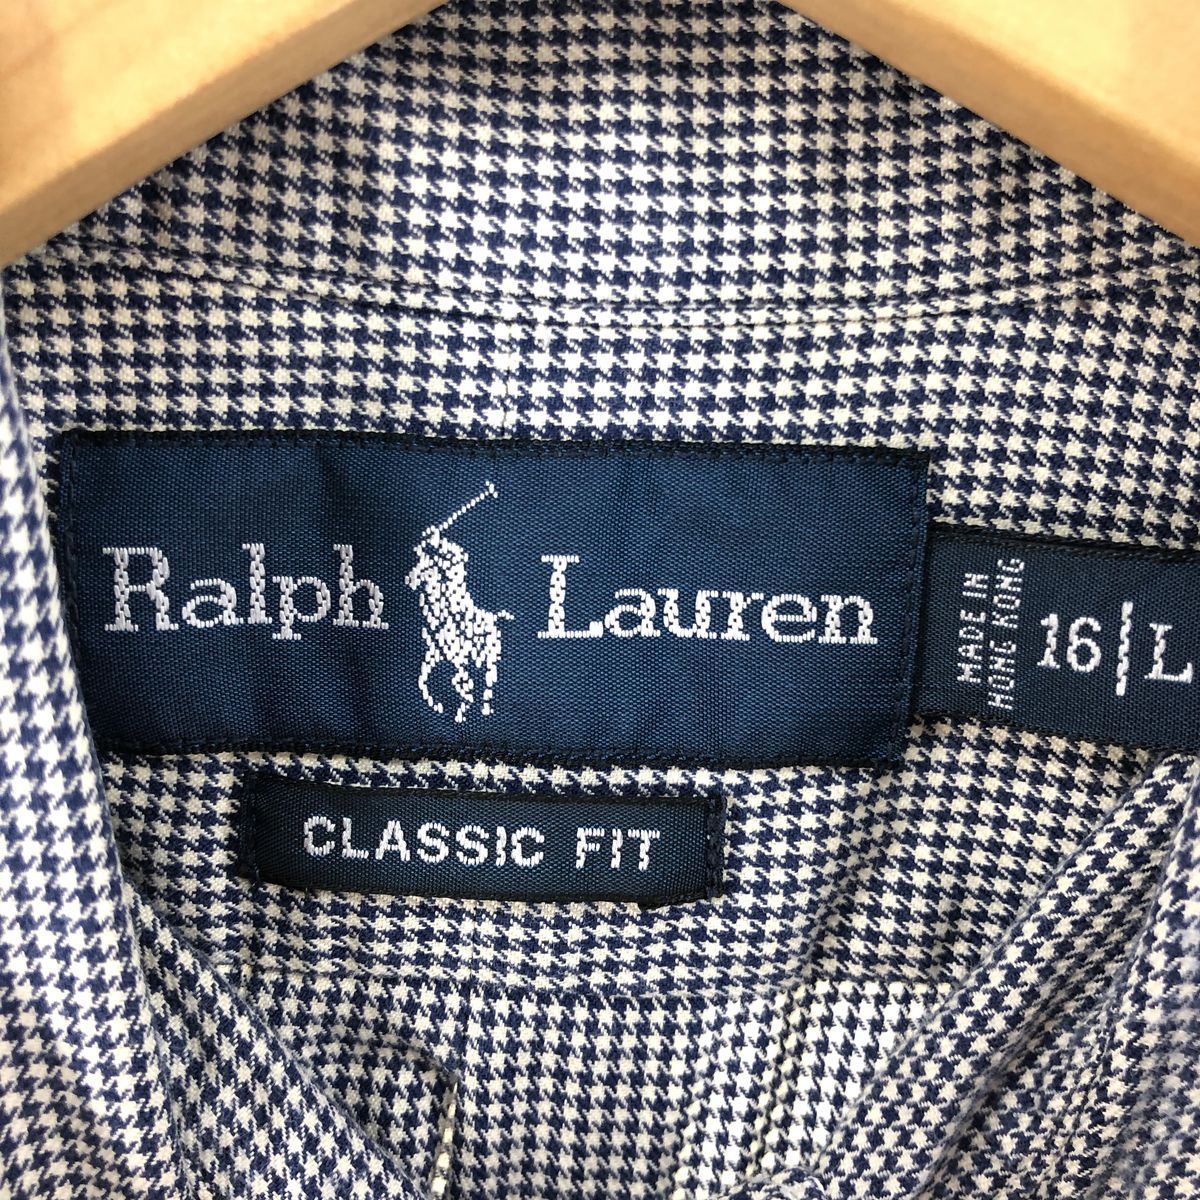 Ralph Lauren
MADE IN
HONG KONG
16 | L
CLASSIC FIT